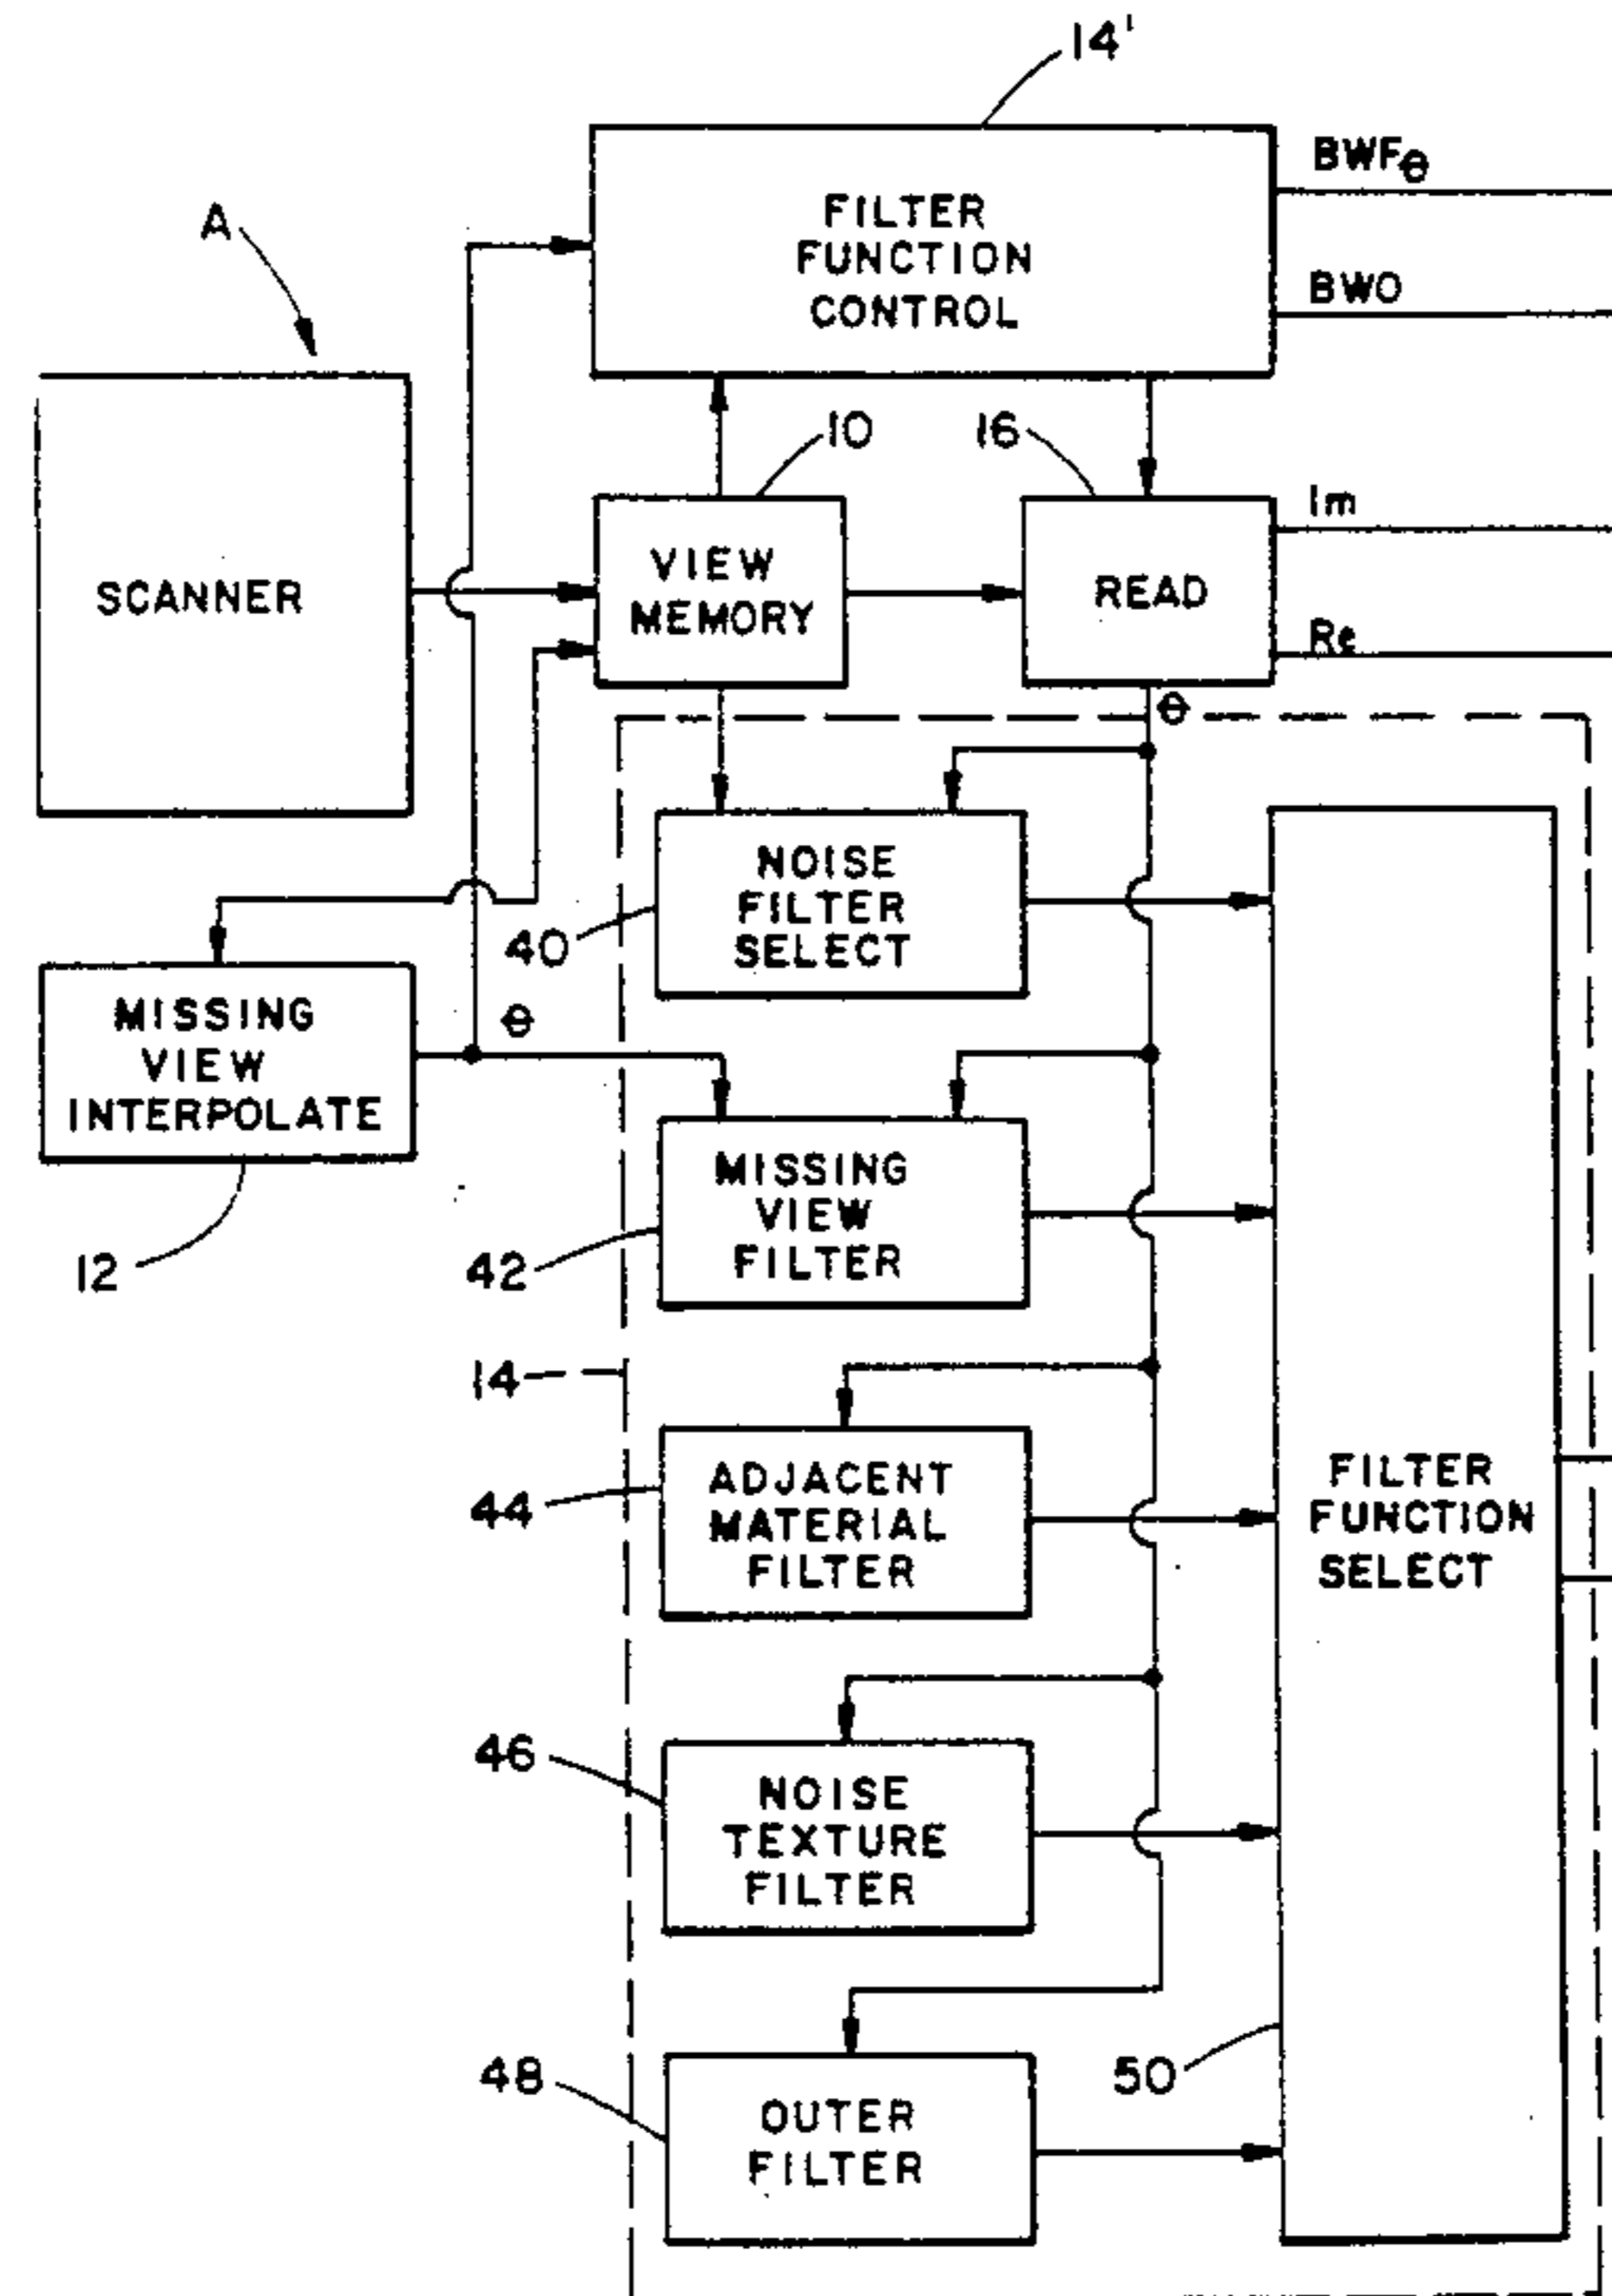 14'
FILTER
FUNCTION
CONTROL
BWFθ
BWO
A
SCANNER
10
VIEW
MEMORY
16
READ
Im
Re
θ
NOISE
FILTER
SELECT
40
MISSING
VIEW
INTERPOLATE
θ
12
MISSING
VIEW
FILTER
42
14
ADJACENT
MATERIAL
FILTER
44
FILTER
FUNCTION
SELECT
46
NOISE
TEXTURE
FILTER
48
OUTER
FILTER
50